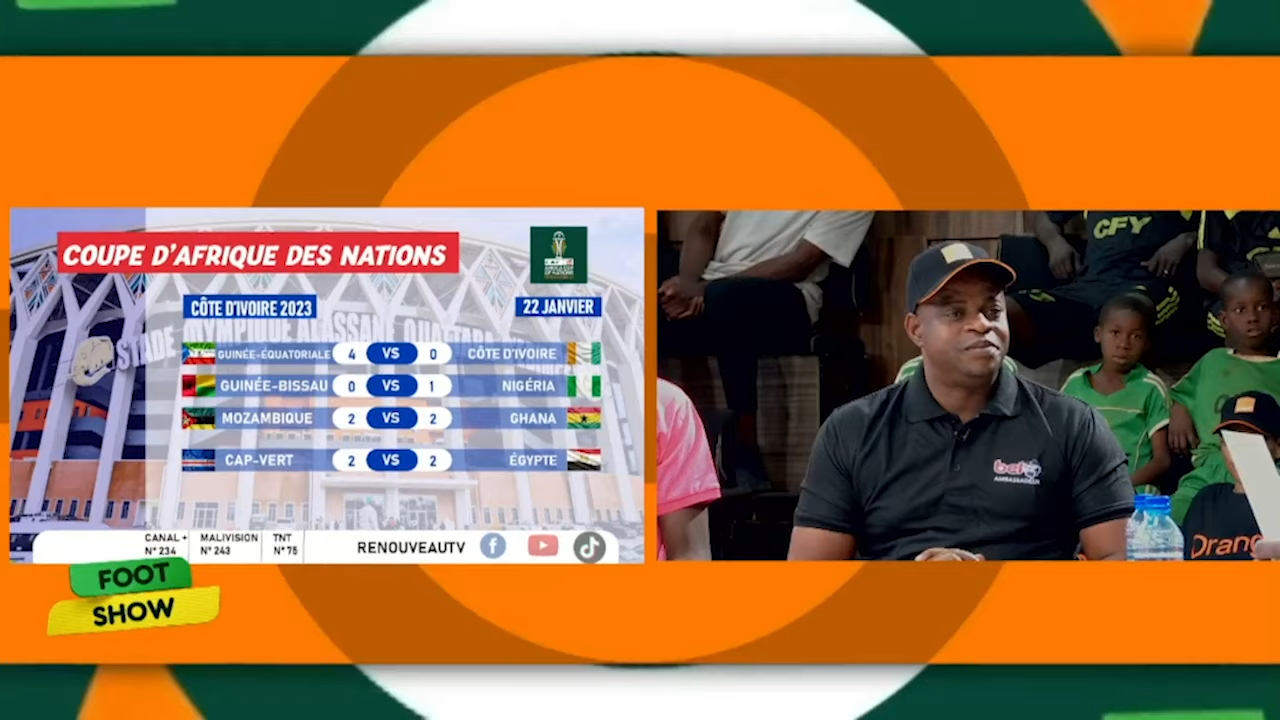 COUPE D'AFRIQUE DES NATIONS
CÔTE D'IVOIRE 2023
22 JANVIER
STADE OLYMPIQUE ALASSANE OUATTARA
GUINÉE-ÉQUATORIALE 4 VS 0 CÔTE D'IVOIRE
GUINÉE-BISSAU 0 VS 1 NIGÉRIA
MOZAMBIQUE 2 VS 2 GHANA
CAP-VERT 2 VS 2 ÉGYPTE
CANAL + N° 234
MALIVISION N° 243
TNT N° 75
RENOUVEAUTV
FOOT
SHOW
CFY
bet
AMBASSADEUR
Orang